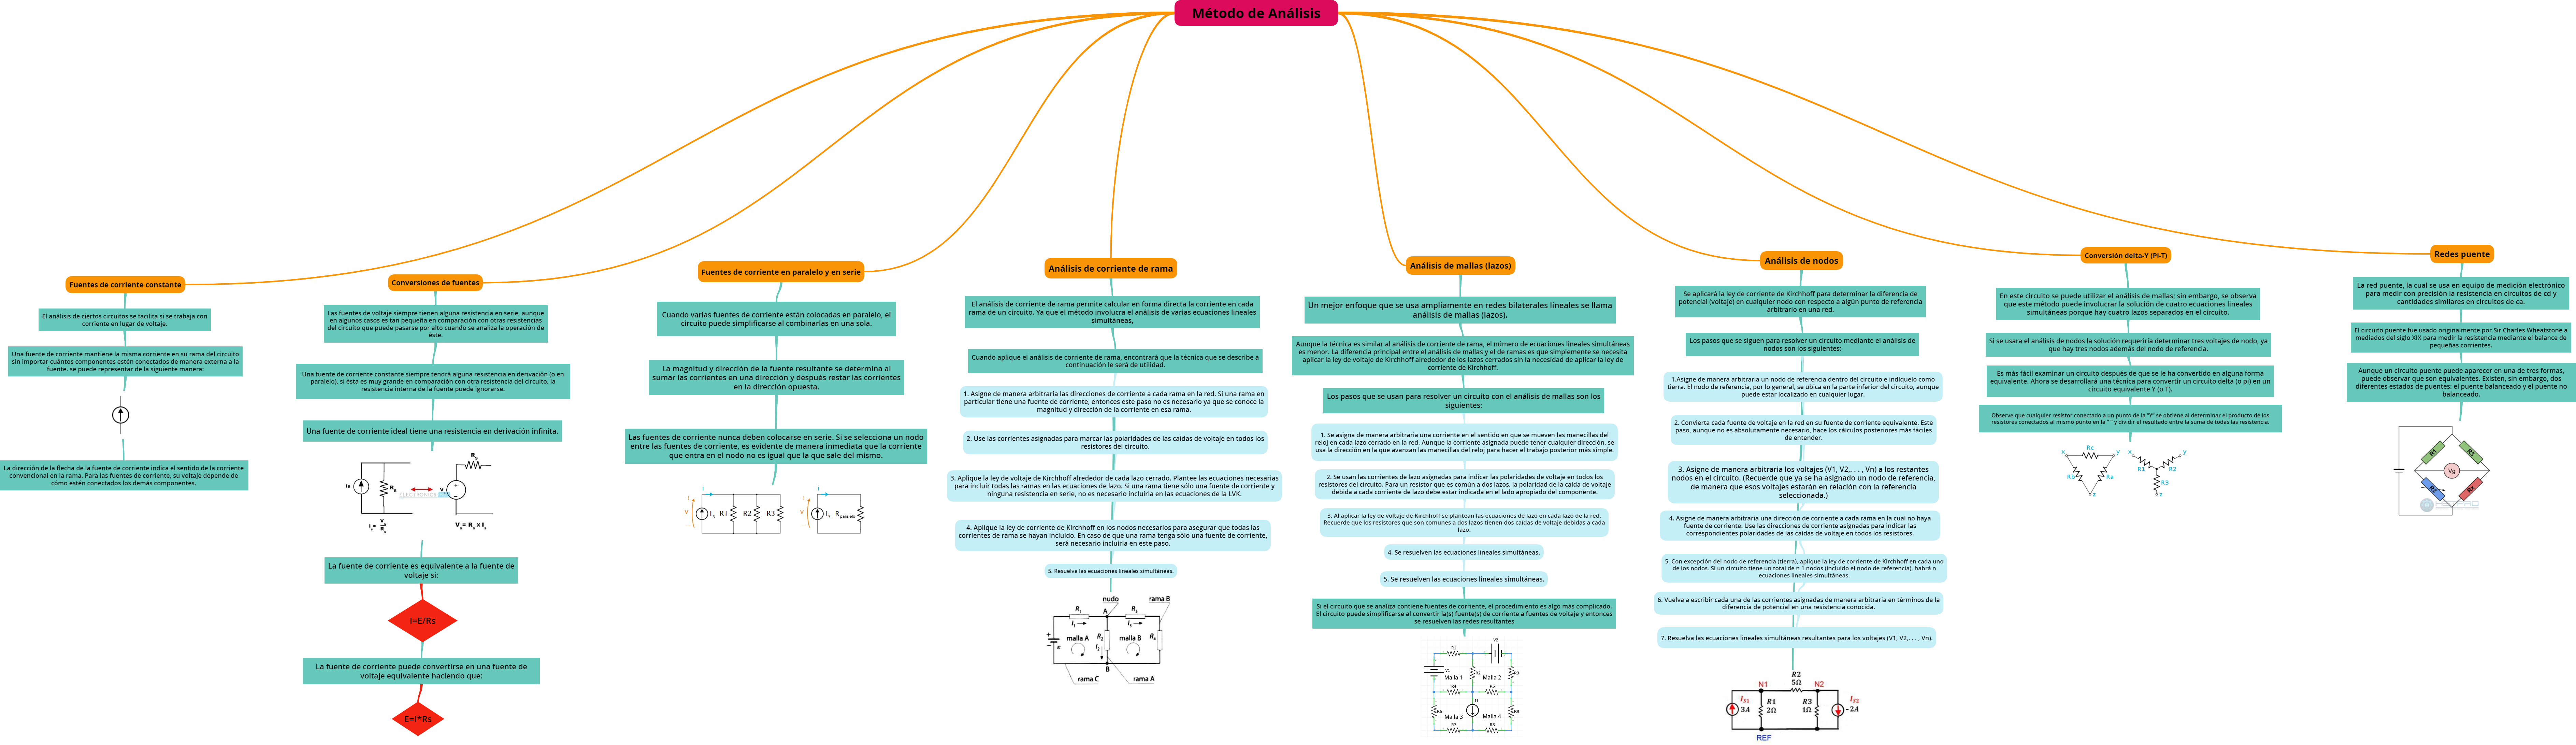 Método de Análisis
Fuentes de corriente constante
El análisis de ciertos circuitos se facilita si se trabaja con
corriente en lugar de voltaje.
Una fuente de corriente mantiene la misma corriente en su rama del circuito
sin importar cuántos componentes estén conectados de manera externa a la
fuente. se puede representar de la siguiente manera:
La dirección de la flecha de la fuente de corriente indica el sentido de la corriente
convencional en la rama. Para las fuentes de corriente, su voltaje depende de
cómo estén conectados los demás componentes.
Conversiones de fuentes
Las fuentes de voltaje siempre tienen alguna resistencia en serie, aunque
en algunos casos es tan pequeña en comparación con otras resistencias
del circuito que puede pasarse por alto cuando se analiza la operación de
éste.
Una fuente de corriente constante siempre tendrá alguna resistencia en derivación (o en
paralelo), si ésta es muy grande en comparación con otra resistencia del circuito, la
resistencia interna de la fuente puede ignorarse.
Una fuente de corriente ideal tiene una resistencia en derivación infinita.
La fuente de corriente es equivalente a la fuente de
voltaje si:
I=E/Rs
La fuente de corriente puede convertirse en una fuente de
voltaje equivalente haciendo que:
E=I*Rs
Fuentes de corriente en paralelo y en serie
Cuando varias fuentes de corriente están colocadas en paralelo, el
circuito puede simplificarse al combinarlas en una sola.
La magnitud y dirección de la fuente resultante se determina al
sumar las corrientes en una dirección y después restar las corrientes
en la dirección opuesta.
Las fuentes de corriente nunca deben colocarse en serie. Si se selecciona un nodo
entre las fuentes de corriente, es evidente de manera inmediata que la corriente
que entra en el nodo no es igual que la que sale del mismo.
i
i
V
I1 R1 R2 R3
V
Is Rparalelo
Análisis de corriente de rama
El análisis de corriente de rama permite calcular en forma directa la corriente en cada
rama de un circuito. Ya que el método involucra el análisis de varias ecuaciones lineales
simultáneas,
Cuando aplique el análisis de corriente de rama, encontrará que la técnica que se describe a
continuación le será de utilidad.
1. Asigne de manera arbitraria las direcciones de corriente a cada rama en la red. Si una rama en
particular tiene una fuente de corriente, entonces este paso no es necesario ya que se conoce la
magnitud y dirección de la corriente en esa rama.
2. Use las corrientes asignadas para marcar las polaridades de las caídas de voltaje en todos los
resistores del circuito.
3. Aplique la ley de voltaje de Kirchhoff alrededor de cada lazo cerrado. Plantee las ecuaciones necesarias
para incluir todas las ramas en las ecuaciones de lazo. Si una rama tiene sólo una fuente de corriente y
ninguna resistencia en serie, no es necesario incluirla en las ecuaciones de la LVK.
4. Aplique la ley de corriente de Kirchhoff en los nodos necesarios para asegurar que todas las
corrientes de rama se hayan incluido. En caso de que una rama tenga sólo una fuente de corriente,
será necesario incluirla en este paso.
5. Resuelva las ecuaciones lineales simultáneas.
nudo
rama B
R1
A
R3
I1
I3
malla A
R2
malla B
R4
ε
I2
B
rama C
rama A
Análisis de mallas (lazos)
Un mejor enfoque que se usa ampliamente en redes bilaterales lineales se llama
análisis de mallas (lazos).
Aunque la técnica es similar al análisis de corriente de rama, el número de ecuaciones lineales simultáneas
es menor. La diferencia principal entre el análisis de mallas y el de ramas es que simplemente se necesita
aplicar la ley de voltaje de Kirchhoff alrededor de los lazos cerrados sin la necesidad de aplicar la ley de
corriente de Kirchhoff.
Los pasos que se usan para resolver un circuito con el análisis de mallas son los
siguientes:
1. Se asigna de manera arbitraria una corriente en el sentido en que se mueven las manecillas del
reloj en cada lazo cerrado en la red. Aunque la corriente asignada puede tener cualquier dirección, se
usa la dirección en la que avanzan las manecillas del reloj para hacer el trabajo posterior más simple.
2. Se usan las corrientes de lazo asignadas para indicar las polaridades de voltaje en todos los
resistores del circuito. Para un resistor que es común a dos lazos, la polaridad de la caída de voltaje
debida a cada corriente de lazo debe estar indicada en el lado apropiado del componente.
3. Al aplicar la ley de voltaje de Kirchhoff se plantean las ecuaciones de lazo en cada lazo de la red.
Recuerde que los resistores que son comunes a dos lazos tienen dos caídas de voltaje debidas a cada
lazo.
4. Se resuelven las ecuaciones lineales simultáneas.
5. Se resuelven las ecuaciones lineales simultáneas.
Si el circuito que se analiza contiene fuentes de corriente, el procedimiento es algo más complicado.
El circuito puede simplificarse al convertir la(s) fuente(s) de corriente a fuentes de voltaje y entonces
se resuelven las redes resultantes
V2
R1
V1
R2
R3
Malla 1
Malla 2
R4
R5
R6
I1
R9
Malla 3
Malla 4
R7
R8
Análisis de nodos
Se aplicará la ley de corriente de Kirchhoff para determinar la diferencia de
potencial (voltaje) en cualquier nodo con respecto a algún punto de referencia
arbitrario en una red.
Los pasos que se siguen para resolver un circuito mediante el análisis de
nodos son los siguientes:
1.Asigne de manera arbitraria un nodo de referencia dentro del circuito e indíquelo como
tierra. El nodo de referencia, por lo general, se ubica en la parte inferior del circuito, aunque
puede estar localizado en cualquier lugar.
2. Convierta cada fuente de voltaje en la red en su fuente de corriente equivalente. Este
paso, aunque no es absolutamente necesario, hace los cálculos posteriores más fáciles
de entender.
3. Asigne de manera arbitraria los voltajes (V1, V2,. . . , Vn) a los restantes
nodos en el circuito. (Recuerde que ya se ha asignado un nodo de referencia,
de manera que esos voltajes estarán en relación con la referencia
seleccionada.)
4. Asigne de manera arbitraria una dirección de corriente a cada rama en la cual no haya
fuente de corriente. Use las direcciones de corriente asignadas para indicar las
correspondientes polaridades de las caídas de voltaje en todos los resistores.
5. Con excepción del nodo de referencia (tierra), aplique la ley de corriente de Kirchhoff en cada uno
de los nodos. Si un circuito tiene un total de n 1 nodos (incluido el nodo de referencia), habrá n
ecuaciones lineales simultáneas.
6. Vuelva a escribir cada una de las corrientes asignadas de manera arbitraria en términos de la
diferencia de potencial en una resistencia conocida.
7. Resuelva las ecuaciones lineales simultáneas resultantes para los voltajes (V1, V2,. . . , Vn).
R2
5Ω
N1
N2
IS1
3A
R1
2Ω
R3
1Ω
IS2
-2A
REF
Conversión delta-Y (Pi-T)
En este circuito se puede utilizar el análisis de mallas; sin embargo, se observa
que este método puede involucrar la solución de cuatro ecuaciones lineales
simultáneas porque hay cuatro lazos separados en el circuito.
Si se usara el análisis de nodos la solución requeriría determinar tres voltajes de nodo, ya
que hay tres nodos además del nodo de referencia.
Es más fácil examinar un circuito después de que se le ha convertido en alguna forma
equivalente. Ahora se desarrollará una técnica para convertir un circuito delta (o pi) en un
circuito equivalente Y (o T).
Observe que cualquier resistor conectado a un punto de la "Y" se obtiene al determinar el producto de los
resistores conectados al mismo punto en la " " y dividir el resultado entre la suma de todas las resistencia.
x Rc y
Rb Ra
z
x y
R1 R2
R3
z
Redes puente
La red puente, la cual se usa en equipo de medición electrónico
para medir con precisión la resistencia en circuitos de cd y
cantidades similares en circuitos de ca.
El circuito puente fue usado originalmente por Sir Charles Wheatstone a
mediados del siglo XIX para medir la resistencia mediante el balance de
pequeñas corrientes.
Aunque un circuito puente puede aparecer en una de tres formas,
puede observar que son equivalentes. Existen, sin embargo, dos
diferentes estados de puentes: el puente balanceado y el puente no
balanceado.
R1
R3
Vg
R2
Rx